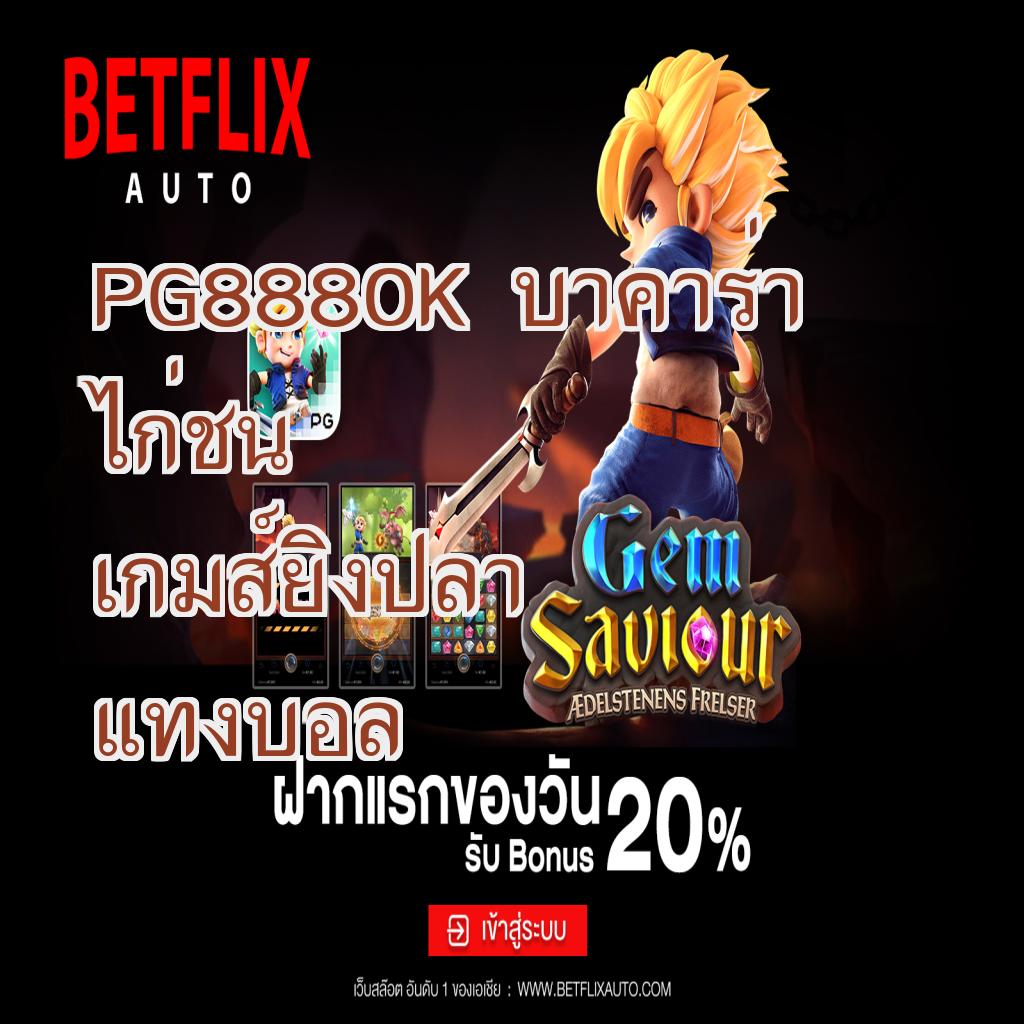 BETFLIX
AUTO
PG888OK บาคาร่า
ไก่ชน
PG
เกมส์ยิงปลา
Gem
Saviour
ÆDELSTENENS FRELSER
แทงบอล
ฝากแรกของวัน
รับ Bonus 20%
เข้าสู่ระบบ
เว็บสล๊อต อันดับ 1 ของเอเชีย : WWW.BETFLIXAUTO.COM